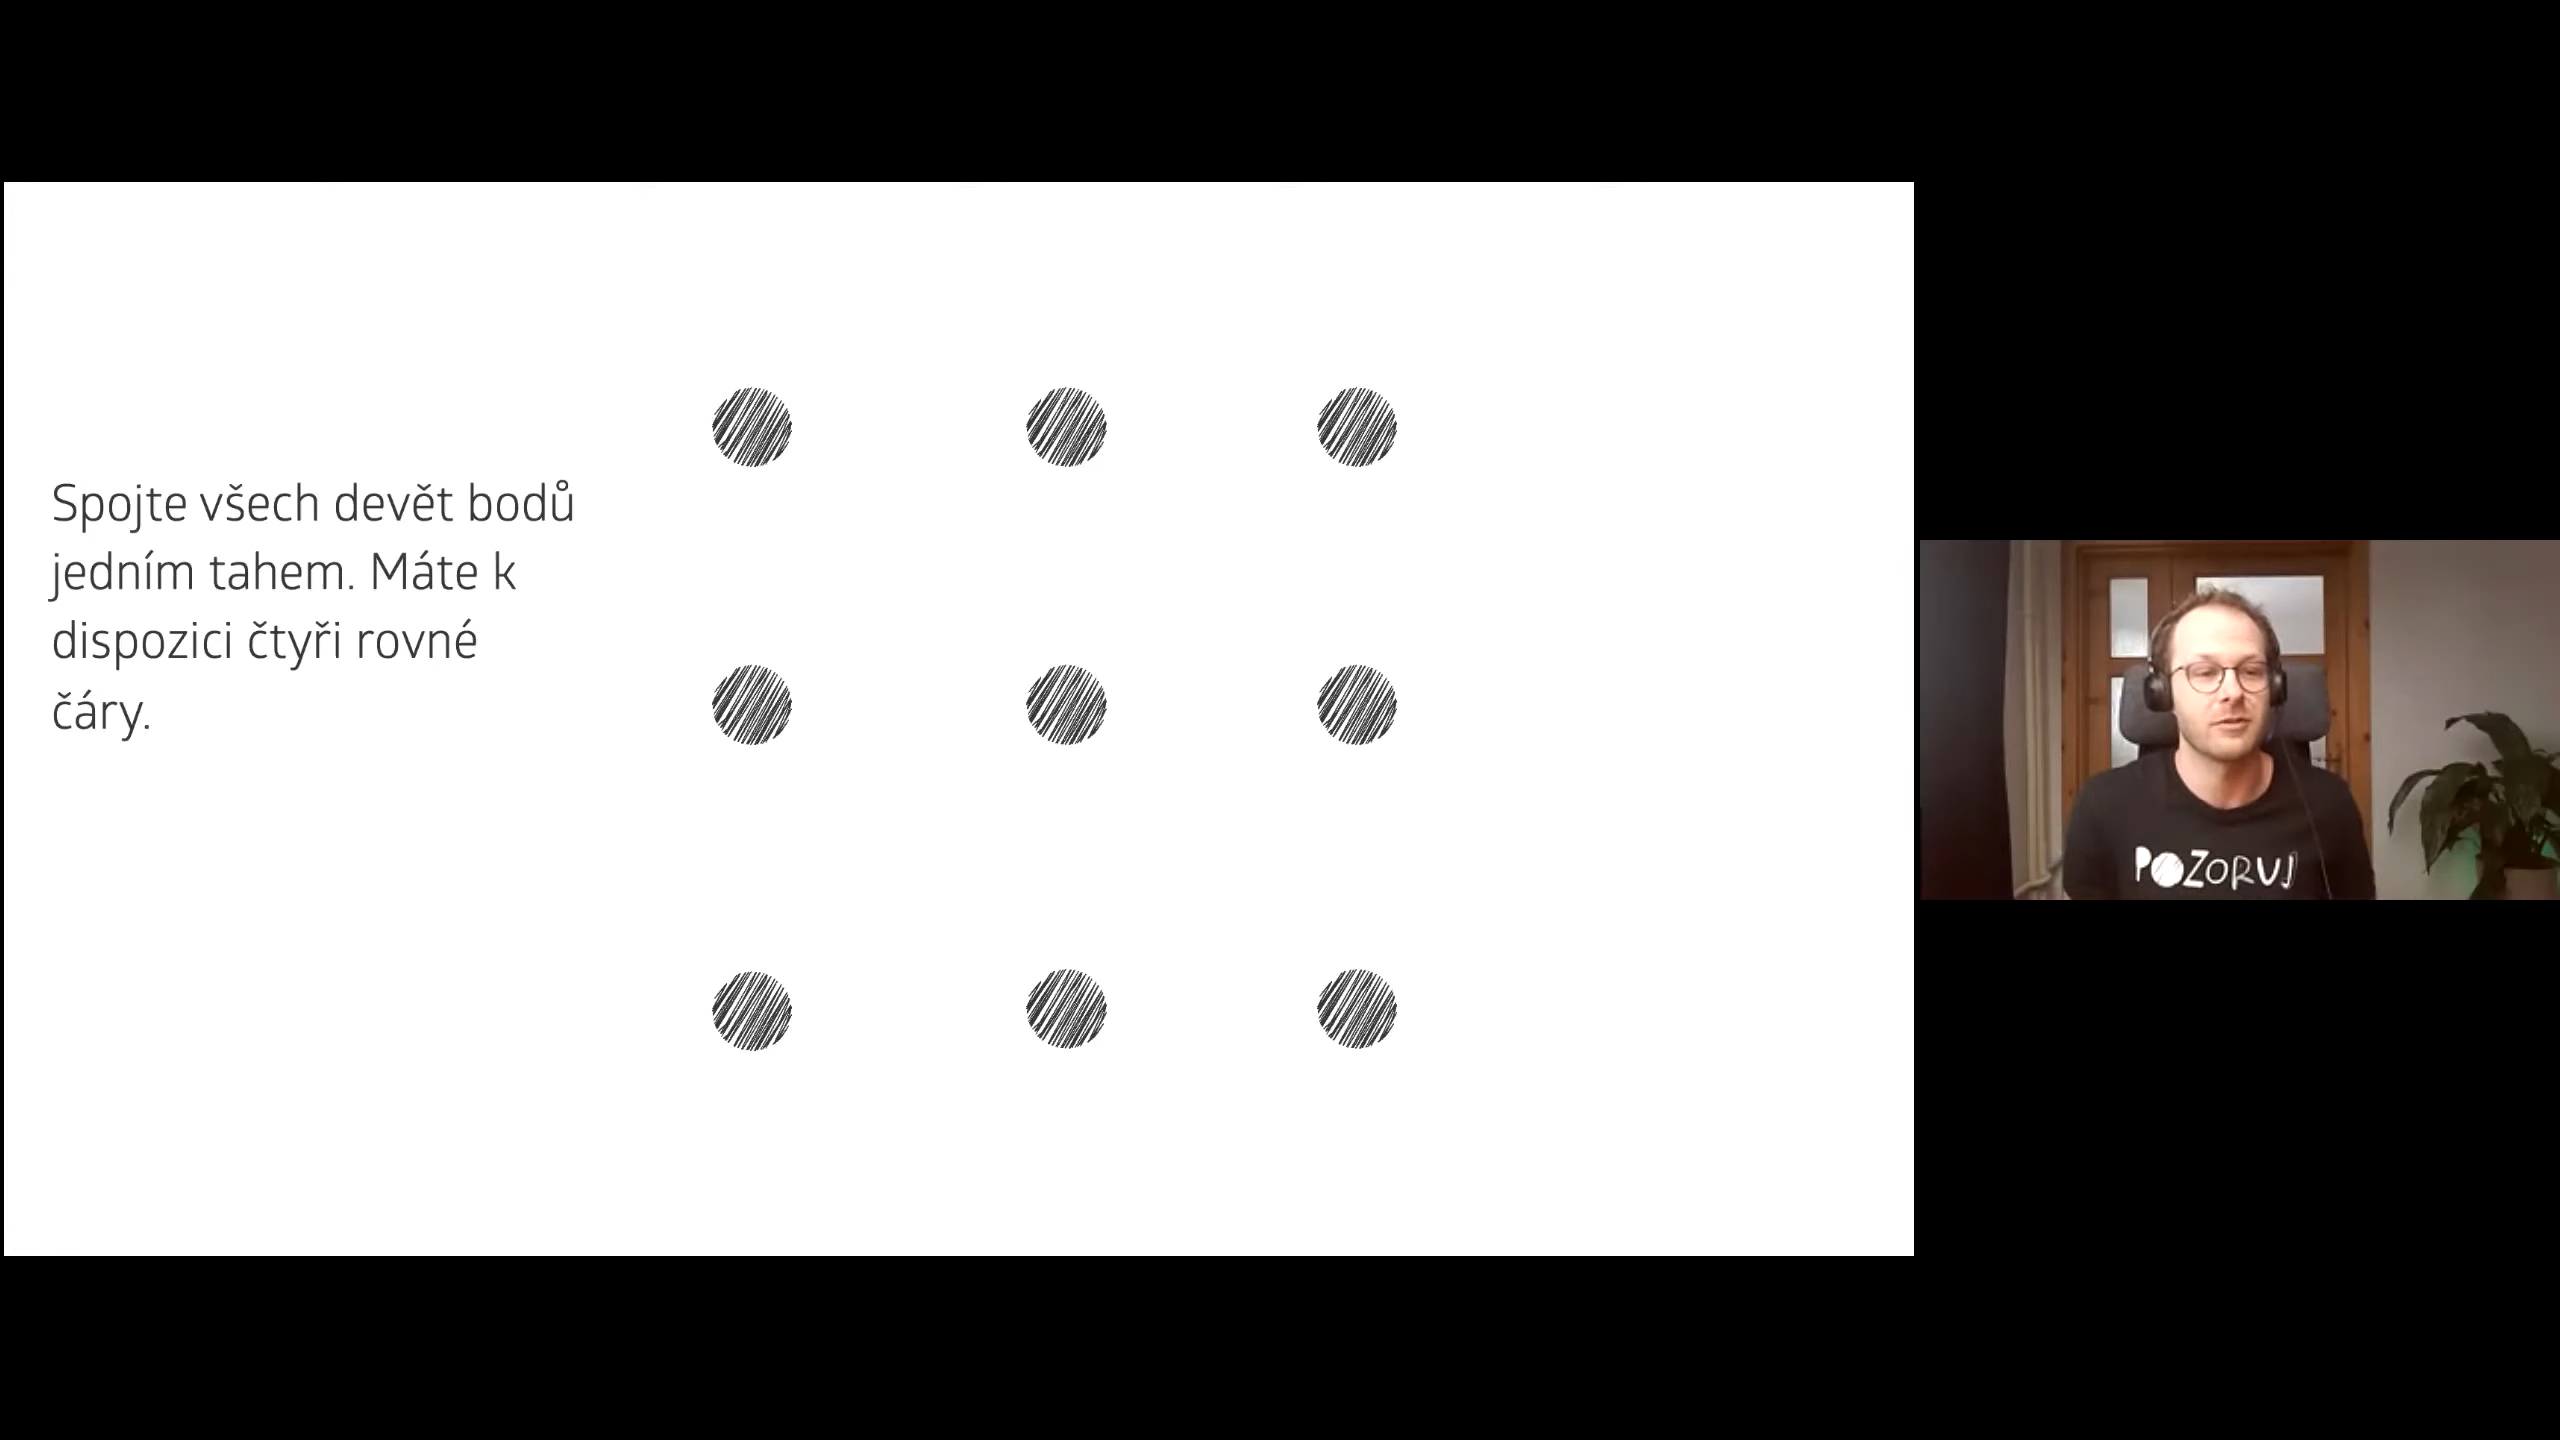 Spojte všech devět bodů
jedním tahem. Máte k
dispozici čtyři rovné
čáry.
POZORUJ